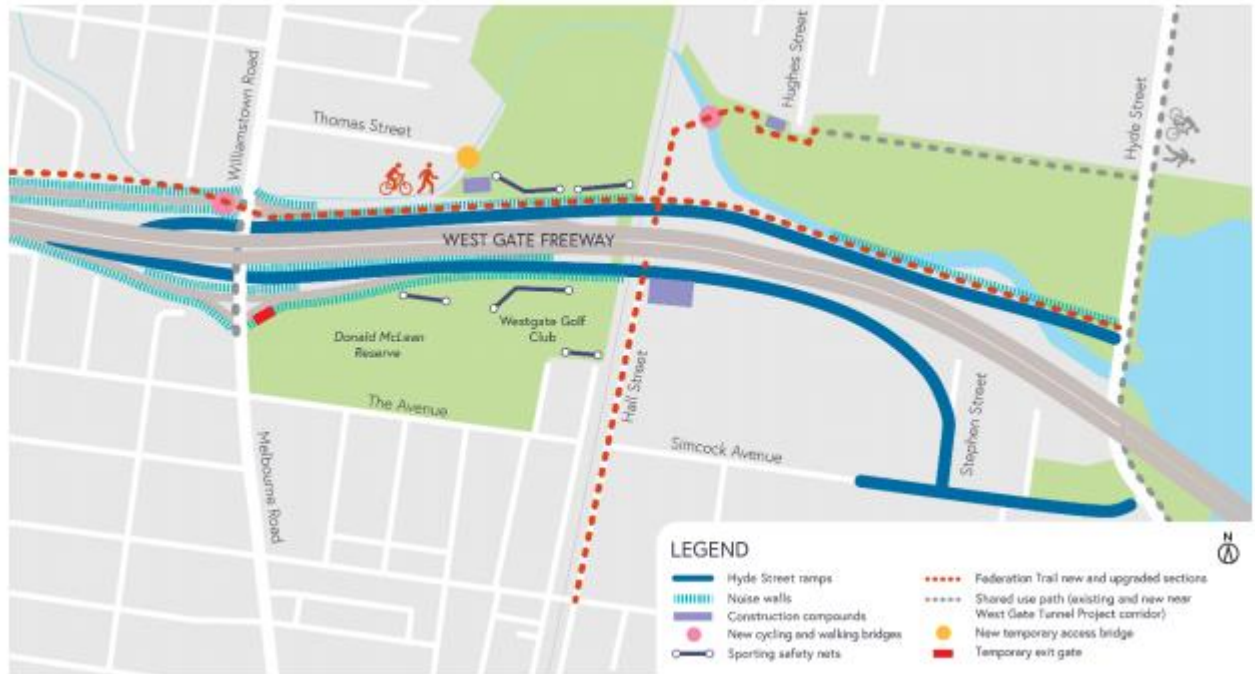 Williamstown Road
Thomas Street
Hughes Street
Hyde Street
WEST GATE FREEWAY
Donald McLean
Reserve
Westgate Golf
Club
Hall Street
The Avenue
Stephen Street
Simcock Avenue
Melbourne Road
LEGEND
N
Hyde Street ramps
Noise walls
Construction compounds
New cycling and walking bridges
Sporting safety nets
Federation Trail new and upgraded sections
Shared use path (existing and new near
West Gate Tunnel Project corridor)
New temporary access bridge
Temporary exit gate